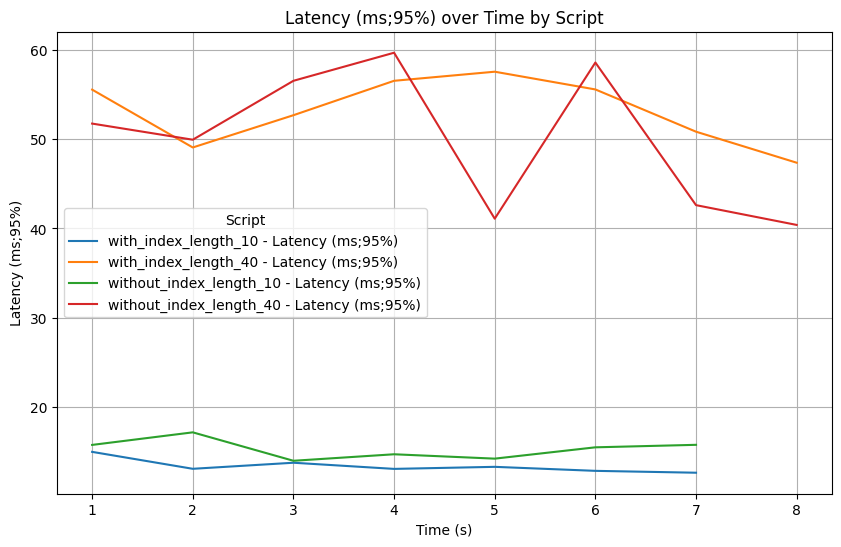 Latency (ms;95%) over Time by Script
60
50
40
30
20
Latency (ms;95%)
Script
with_index_length_10 - Latency (ms;95%)
with_index_length_40 - Latency (ms;95%)
without_index_length_10 - Latency (ms;95%)
without_index_length_40 - Latency (ms;95%)
1 2 3 4 5 6 7 8
Time (s)